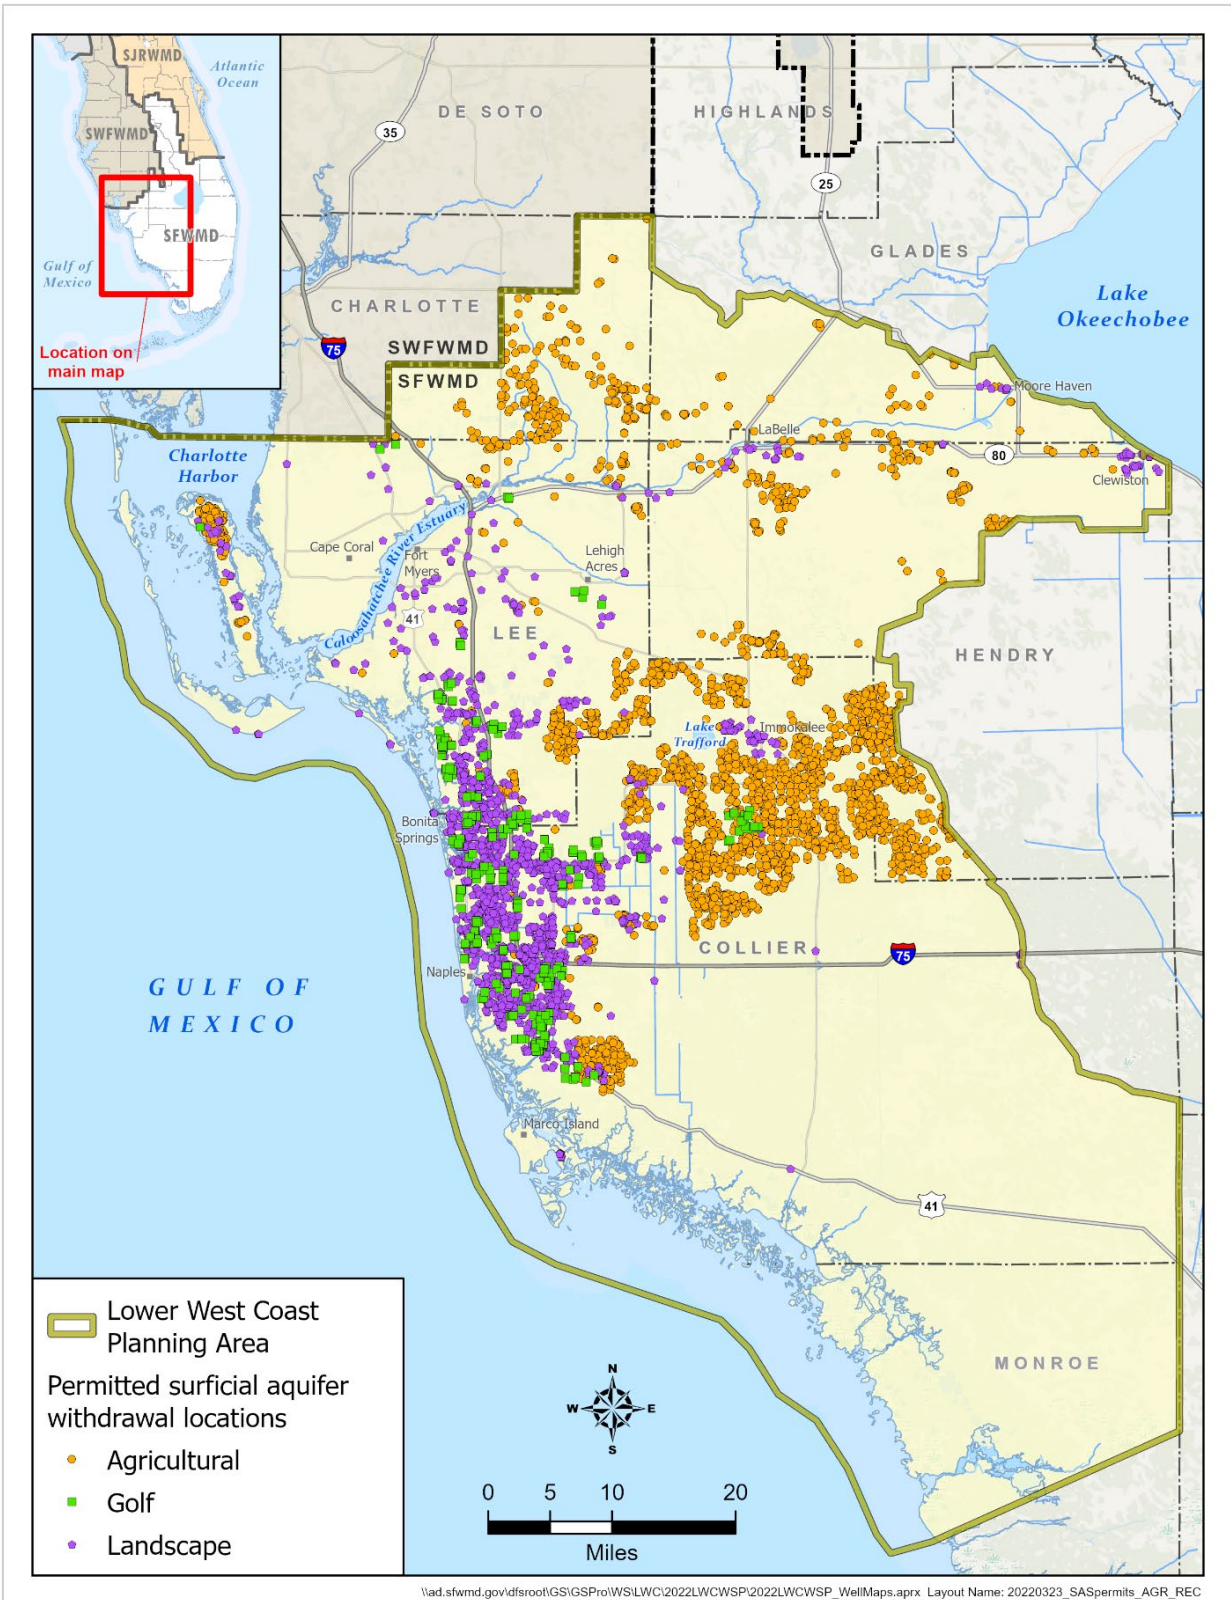 SJRWMD
Atlantic
Ocean
SWFWMD
SFWMD
Gulf of
Mexico
Location on
main map
DE SOTO
HIGHLANDS
35
25
GLADES
CHARLOTTE
Lake
Okeechobee
75
SWFWMD
SFWMD
Moore Haven
LaBelle
Charlotte
Harbor
80
Clewiston
Caloosahatchee River Estuary
Cape Coral
Fort
Myers
Lehigh
Acres
41
LEE
HENDRY
Lake
Trafford
Immokalee
Bonita
Springs
COLLIER
75
Naples
GULF OF
MEXICO
Marco Island
41
MONROE
Lower West Coast
Planning Area
Permitted surficial aquifer
withdrawal locations
Agricultural
Golf
Landscape
N
W E
S
0 5 10 20
Miles
\\ad.sfwmd.gov\dfsroot\GS\GSPro\WS\LWC\2022LWCWSP\2022LWCWSP_WellMaps.aprx Layout Name: 20220323_SASpermits_AGR_REC